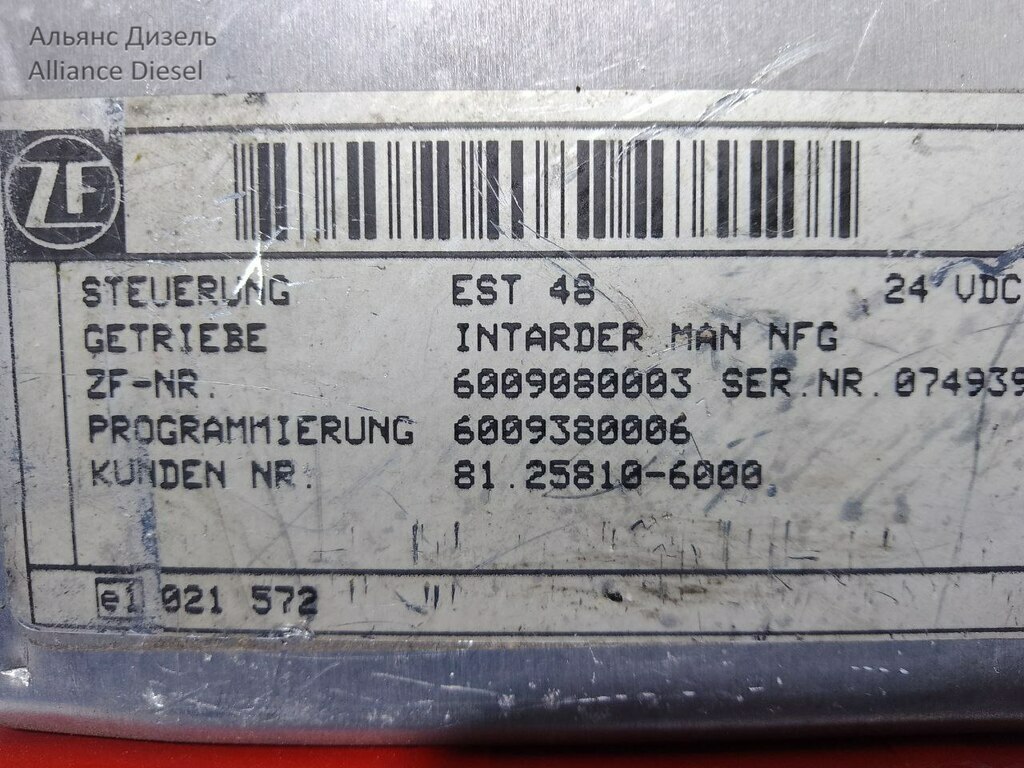 Альянс Дизель
Alliance Diesel
ZF
STEUERUNG EST 48 24 VDC
GETRIEBE INTARDER MAN NFG
ZF-NR. 6009080003 SER.NR. 074939
PROGRAMMIERUNG 6009380006
KUNDEN NR. 81.25810-6000
e1 021 572